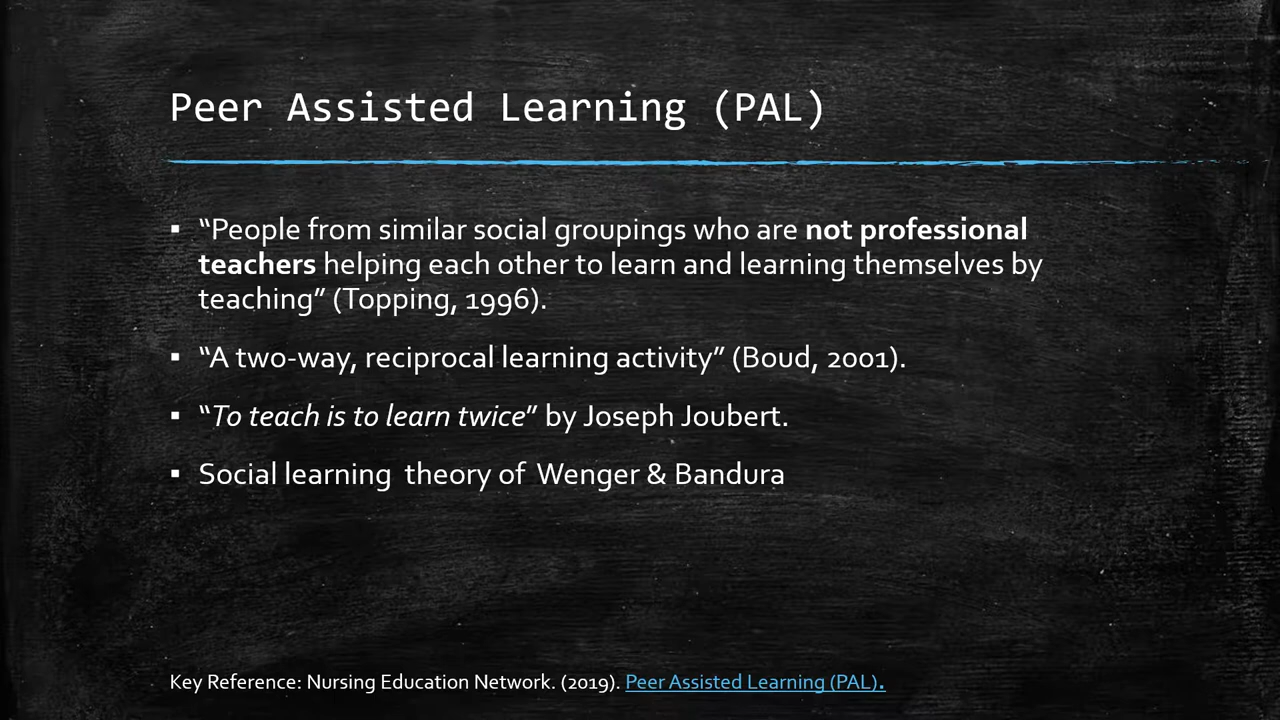 Peer Assisted Learning (PAL)
▪ “People from similar social groupings who are not professional
teachers helping each other to learn and learning themselves by
teaching” (Topping, 1996).
▪ “A two-way, reciprocal learning activity” (Boud, 2001).
▪ “To teach is to learn twice” by Joseph Joubert.
▪ Social learning  theory of  Wenger & Bandura
Key Reference: Nursing Education Network. (2019). Peer Assisted Learning (PAL).